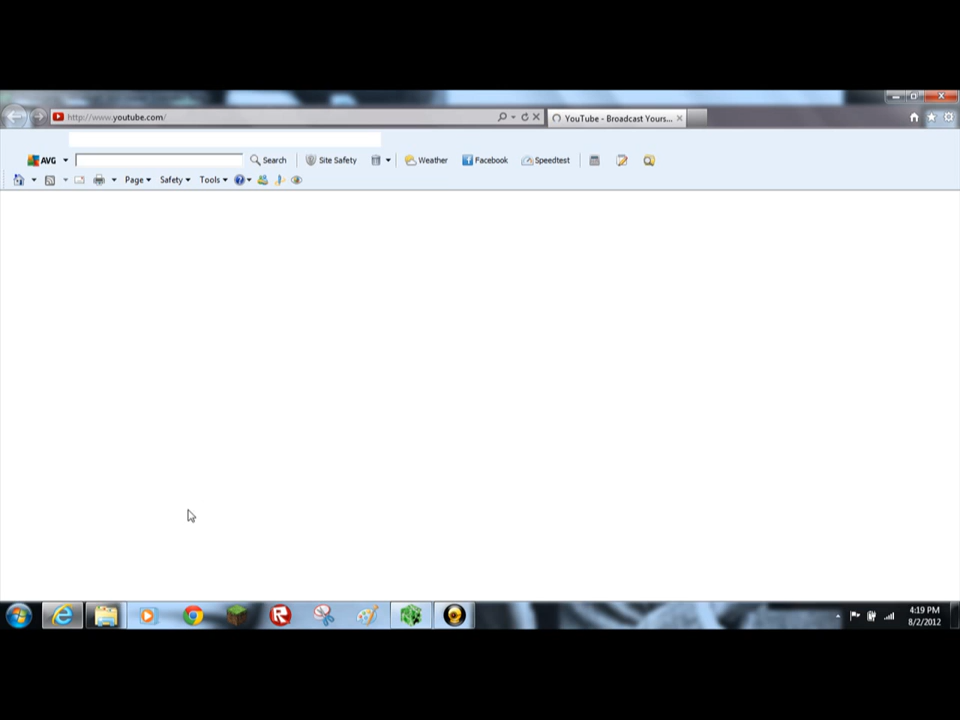 http://www.youtube.com/
YouTube - Broadcast Yours...
AVG
Search
Site Safety
Weather
Facebook
Speedtest
Page
Safety
Tools
4:19 PM
8/2/2012